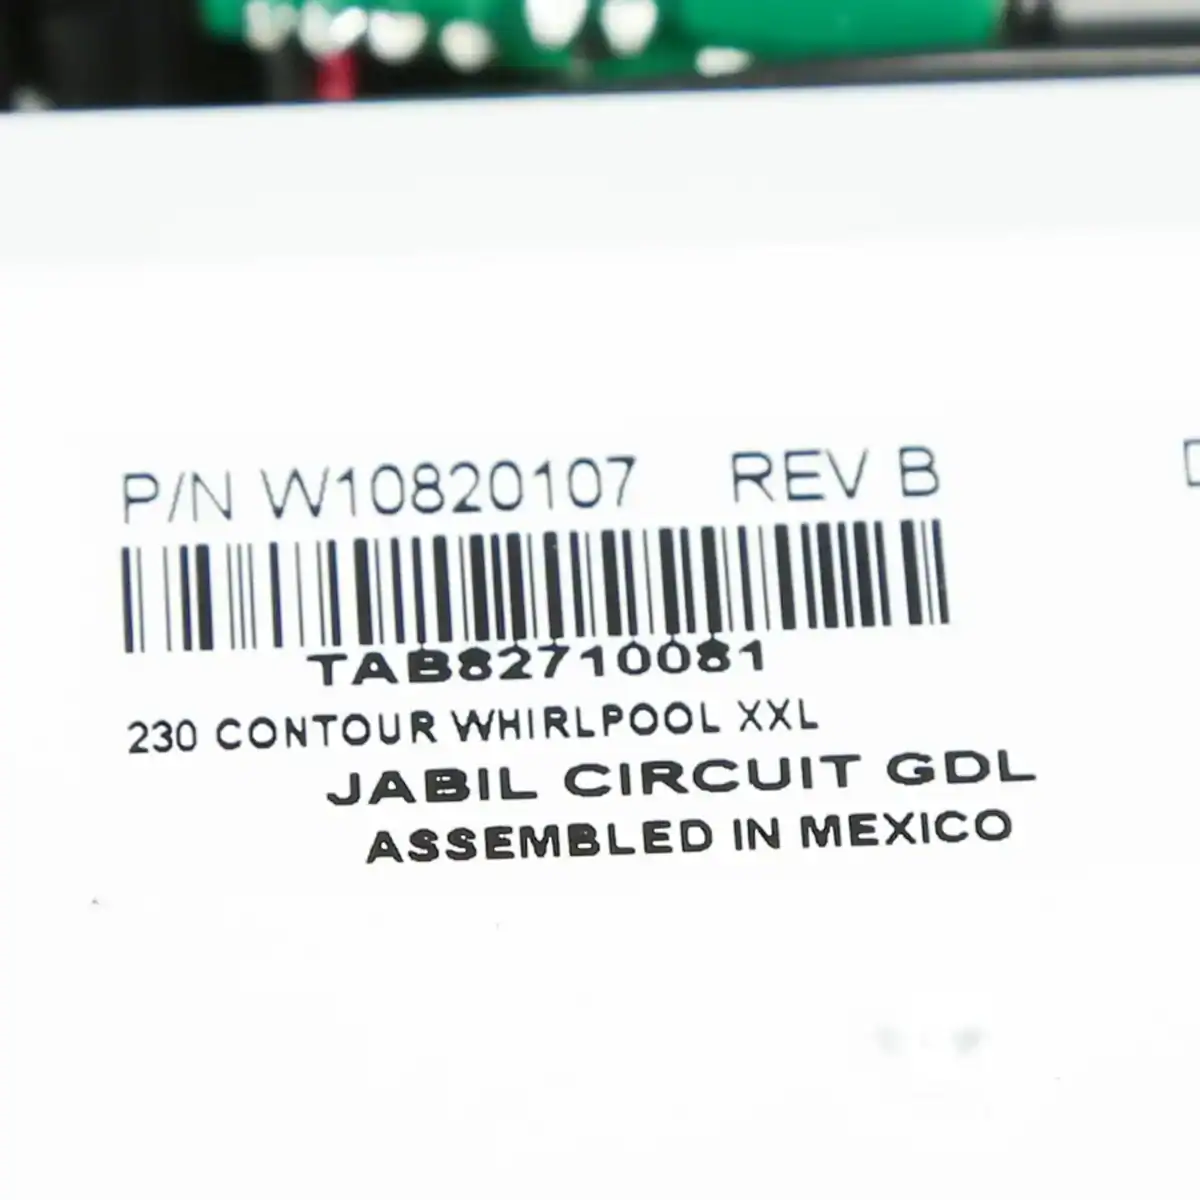 P/N W10820107 REV B
TAB82710081
230 CONTOUR WHIRLPOOL XXL
JABIL CIRCUIT GDL
ASSEMBLED IN MEXICO